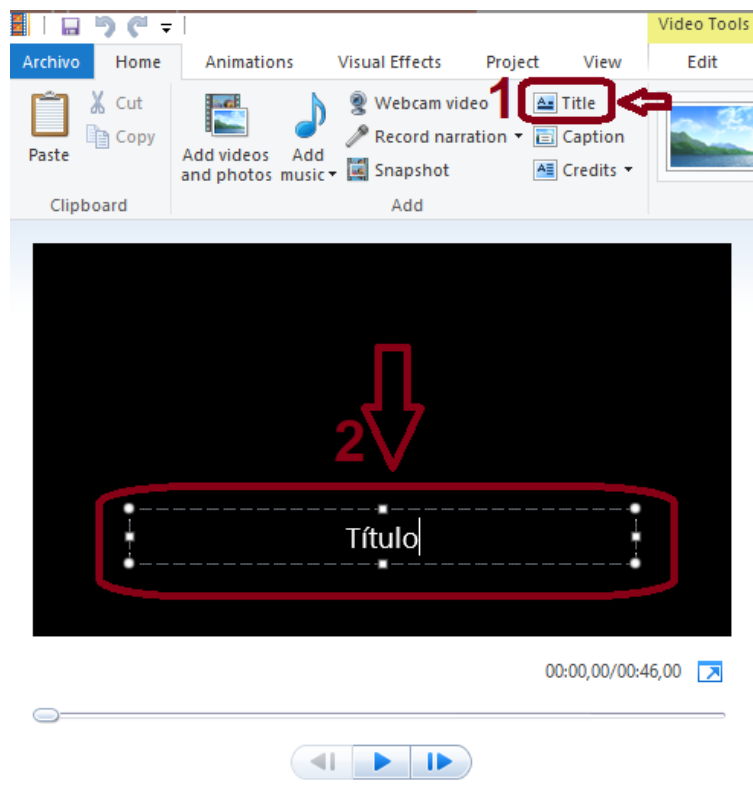 Video Tools
Archivo Home Animations Visual Effects Project View Edit
Cut
Copy
Paste
Clipboard
Add videos and photos
Add music
Webcam video
Record narration
Snapshot
1
Title
Caption
Credits
Add
2
Título
00:00,00/00:46,00